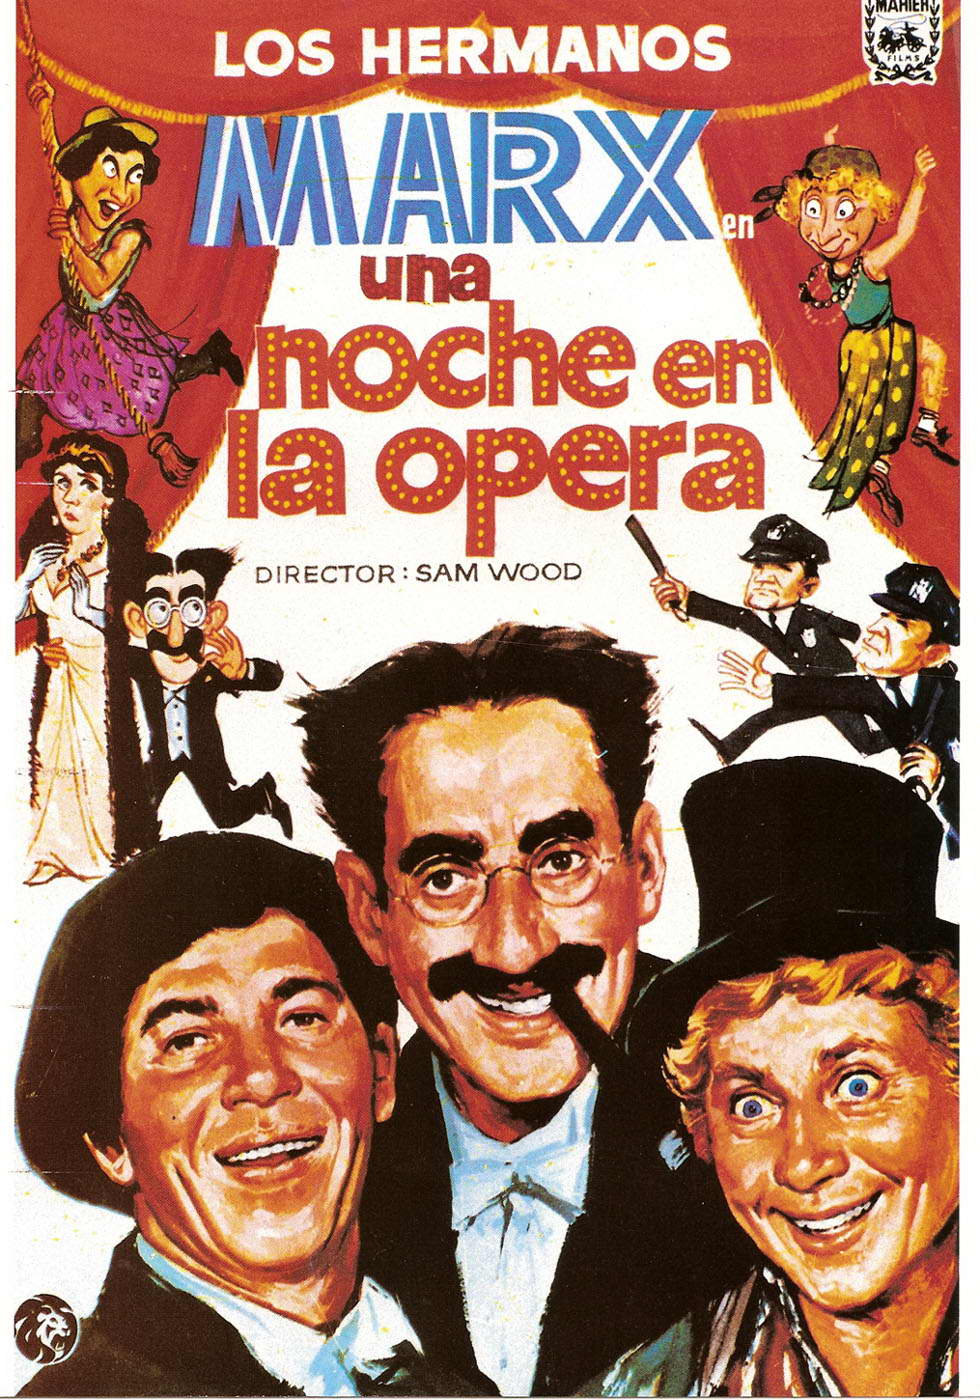 LOS HERMANOS
MAHIER
FILMS
MARX en
una
noche en
la opera
DIRECTOR: SAM WOOD